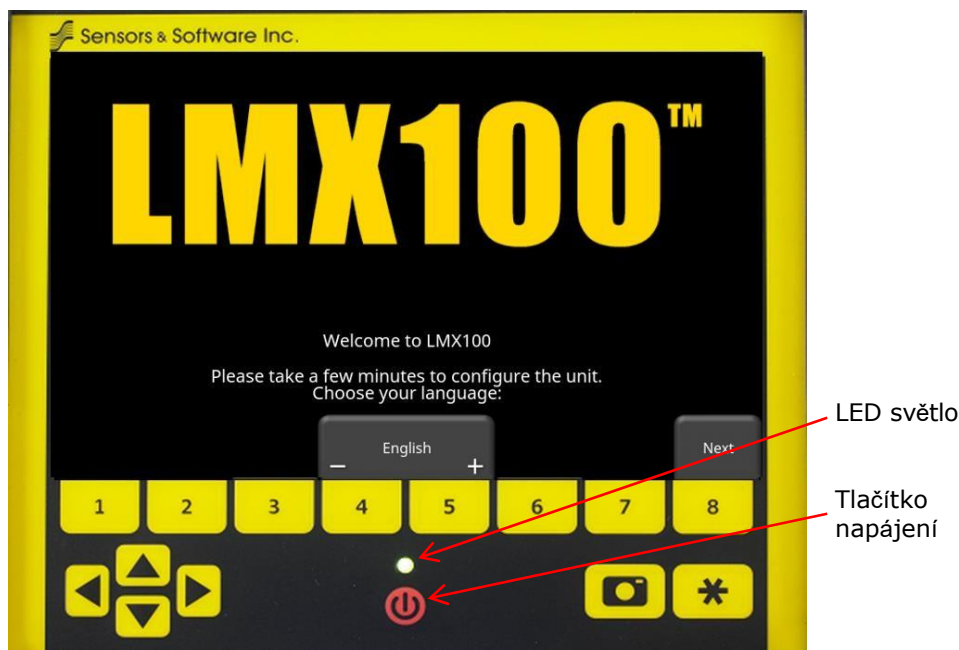 Sensors & Software Inc.
LMX100™
Welcome to LMX100
Please take a few minutes to configure the unit.
Choose your language:
English
− +
Next
1 2 3 4 5 6 7 8
LED světlo
Tlačítko
napájení